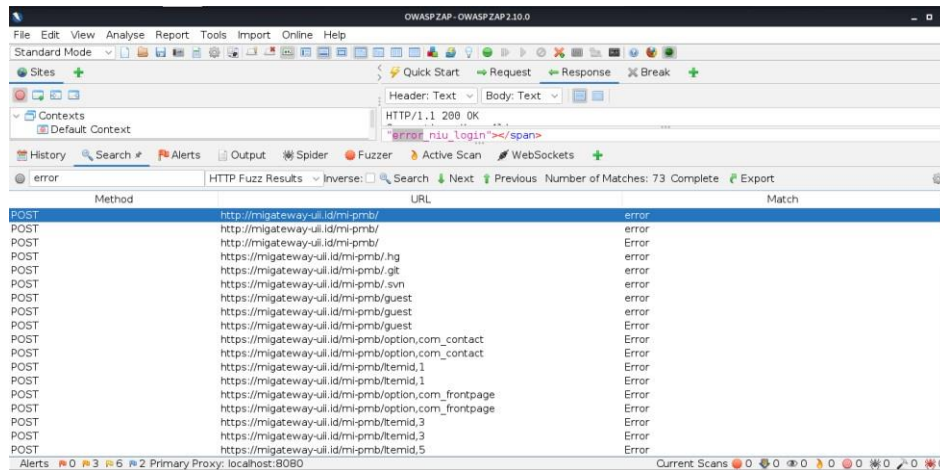 OWASP ZAP - OWASP ZAP 2.10.0
File Edit View Analyse Report Tools Import Online Help
Standard Mode
Sites
Quick Start Request Response Break
Header: Text Body: Text
Contexts
Default Context
HTTP/1.1 200 OK
"error_niu_login"></span>
History Search Alerts Output Spider Fuzzer Active Scan WebSockets
error HTTP Fuzz Results Inverse: Search Next Previous Number of Matches: 73 Complete Export
Method URL Match
POST http://migateway-uii.id/mi-pmb/ error
POST http://migateway-uii.id/mi-pmb/ error
POST http://migateway-uii.id/mi-pmb/ Error
POST https://migateway-uii.id/mi-pmb/.hg error
POST https://migateway-uii.id/mi-pmb/.git error
POST https://migateway-uii.id/mi-pmb/.svn error
POST https://migateway-uii.id/mi-pmb/guest error
POST https://migateway-uii.id/mi-pmb/guest error
POST https://migateway-uii.id/mi-pmb/guest Error
POST https://migateway-uii.id/mi-pmb/option,com_contact Error
POST https://migateway-uii.id/mi-pmb/option,com_contact Error
POST https://migateway-uii.id/mi-pmb/Itemid,1 Error
POST https://migateway-uii.id/mi-pmb/Itemid,1 Error
POST https://migateway-uii.id/mi-pmb/option,com_frontpage Error
POST https://migateway-uii.id/mi-pmb/option,com_frontpage Error
POST https://migateway-uii.id/mi-pmb/Itemid,3 Error
POST https://migateway-uii.id/mi-pmb/Itemid,3 Error
POST https://migateway-uii.id/mi-pmb/Itemid,5 Error
Alerts 0 3 6 2 Primary Proxy: localhost:8080 Current Scans 0 0 0 0 0 0 0